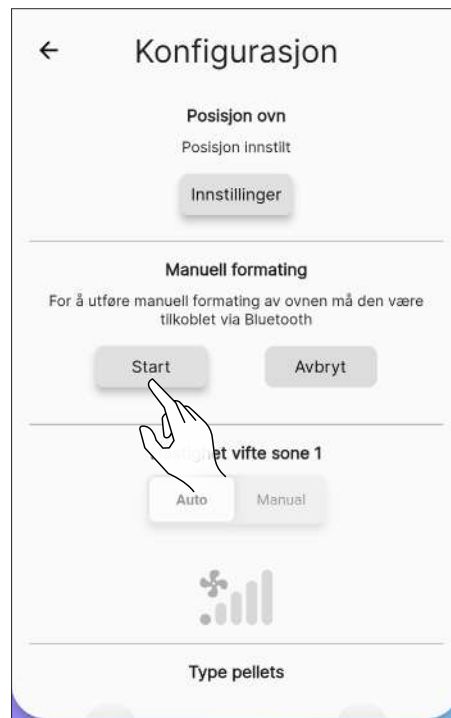 Konfigurasjon
Posisjon ovn
Posisjon innstilt
Innstillinger
Manuell formating
For å utføre manuell formating av ovnen må den være
tilkoblet via Bluetooth
Start
Avbryt
vifte sone 1
Auto
Manual
Type pellets